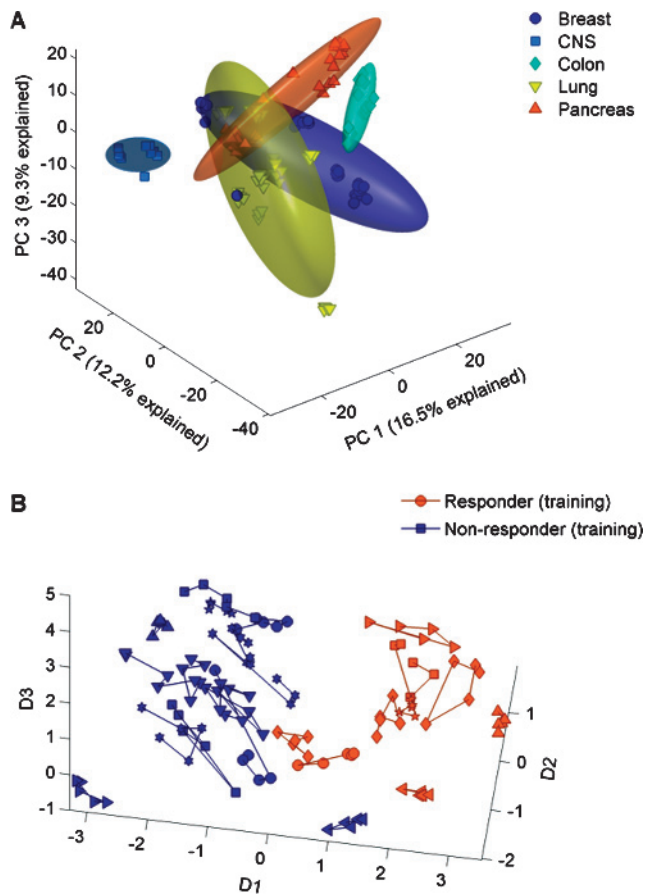 A
Breast
CNS
Colon
Lung
Pancreas
20
10
0
-10
-20
-30
-40
PC 3 (9.3% explained)
20
0
-20
-40
PC 2 (12.2% explained)
-20
0
20
PC 1 (16.5% explained)
B
Responder (training)
Non-responder (training)
5
4
3
2
1
0
-1
D3
-3
-2
-1
0
1
2
3
D1
1
0
-1
-2
D2